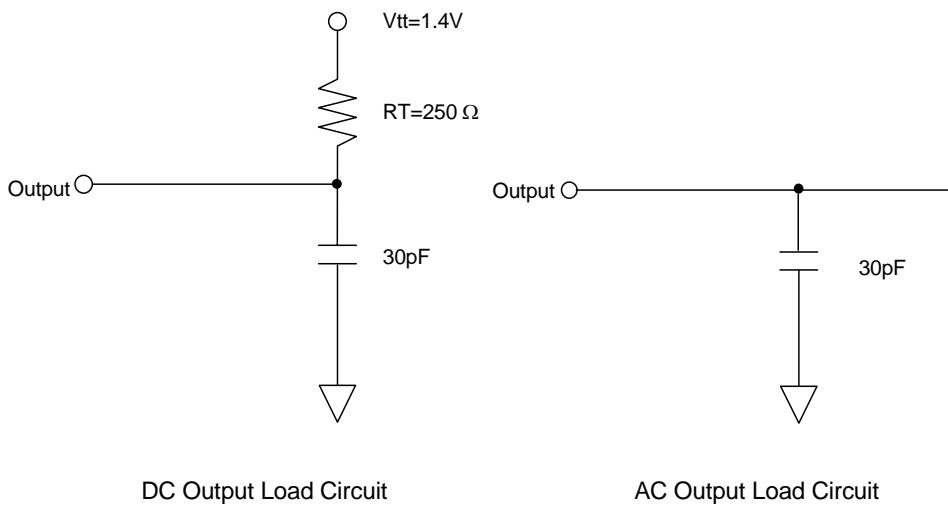 Vtt=1.4V
RT=250 Ω
Output
30pF
DC Output Load Circuit
Output
30pF
AC Output Load Circuit